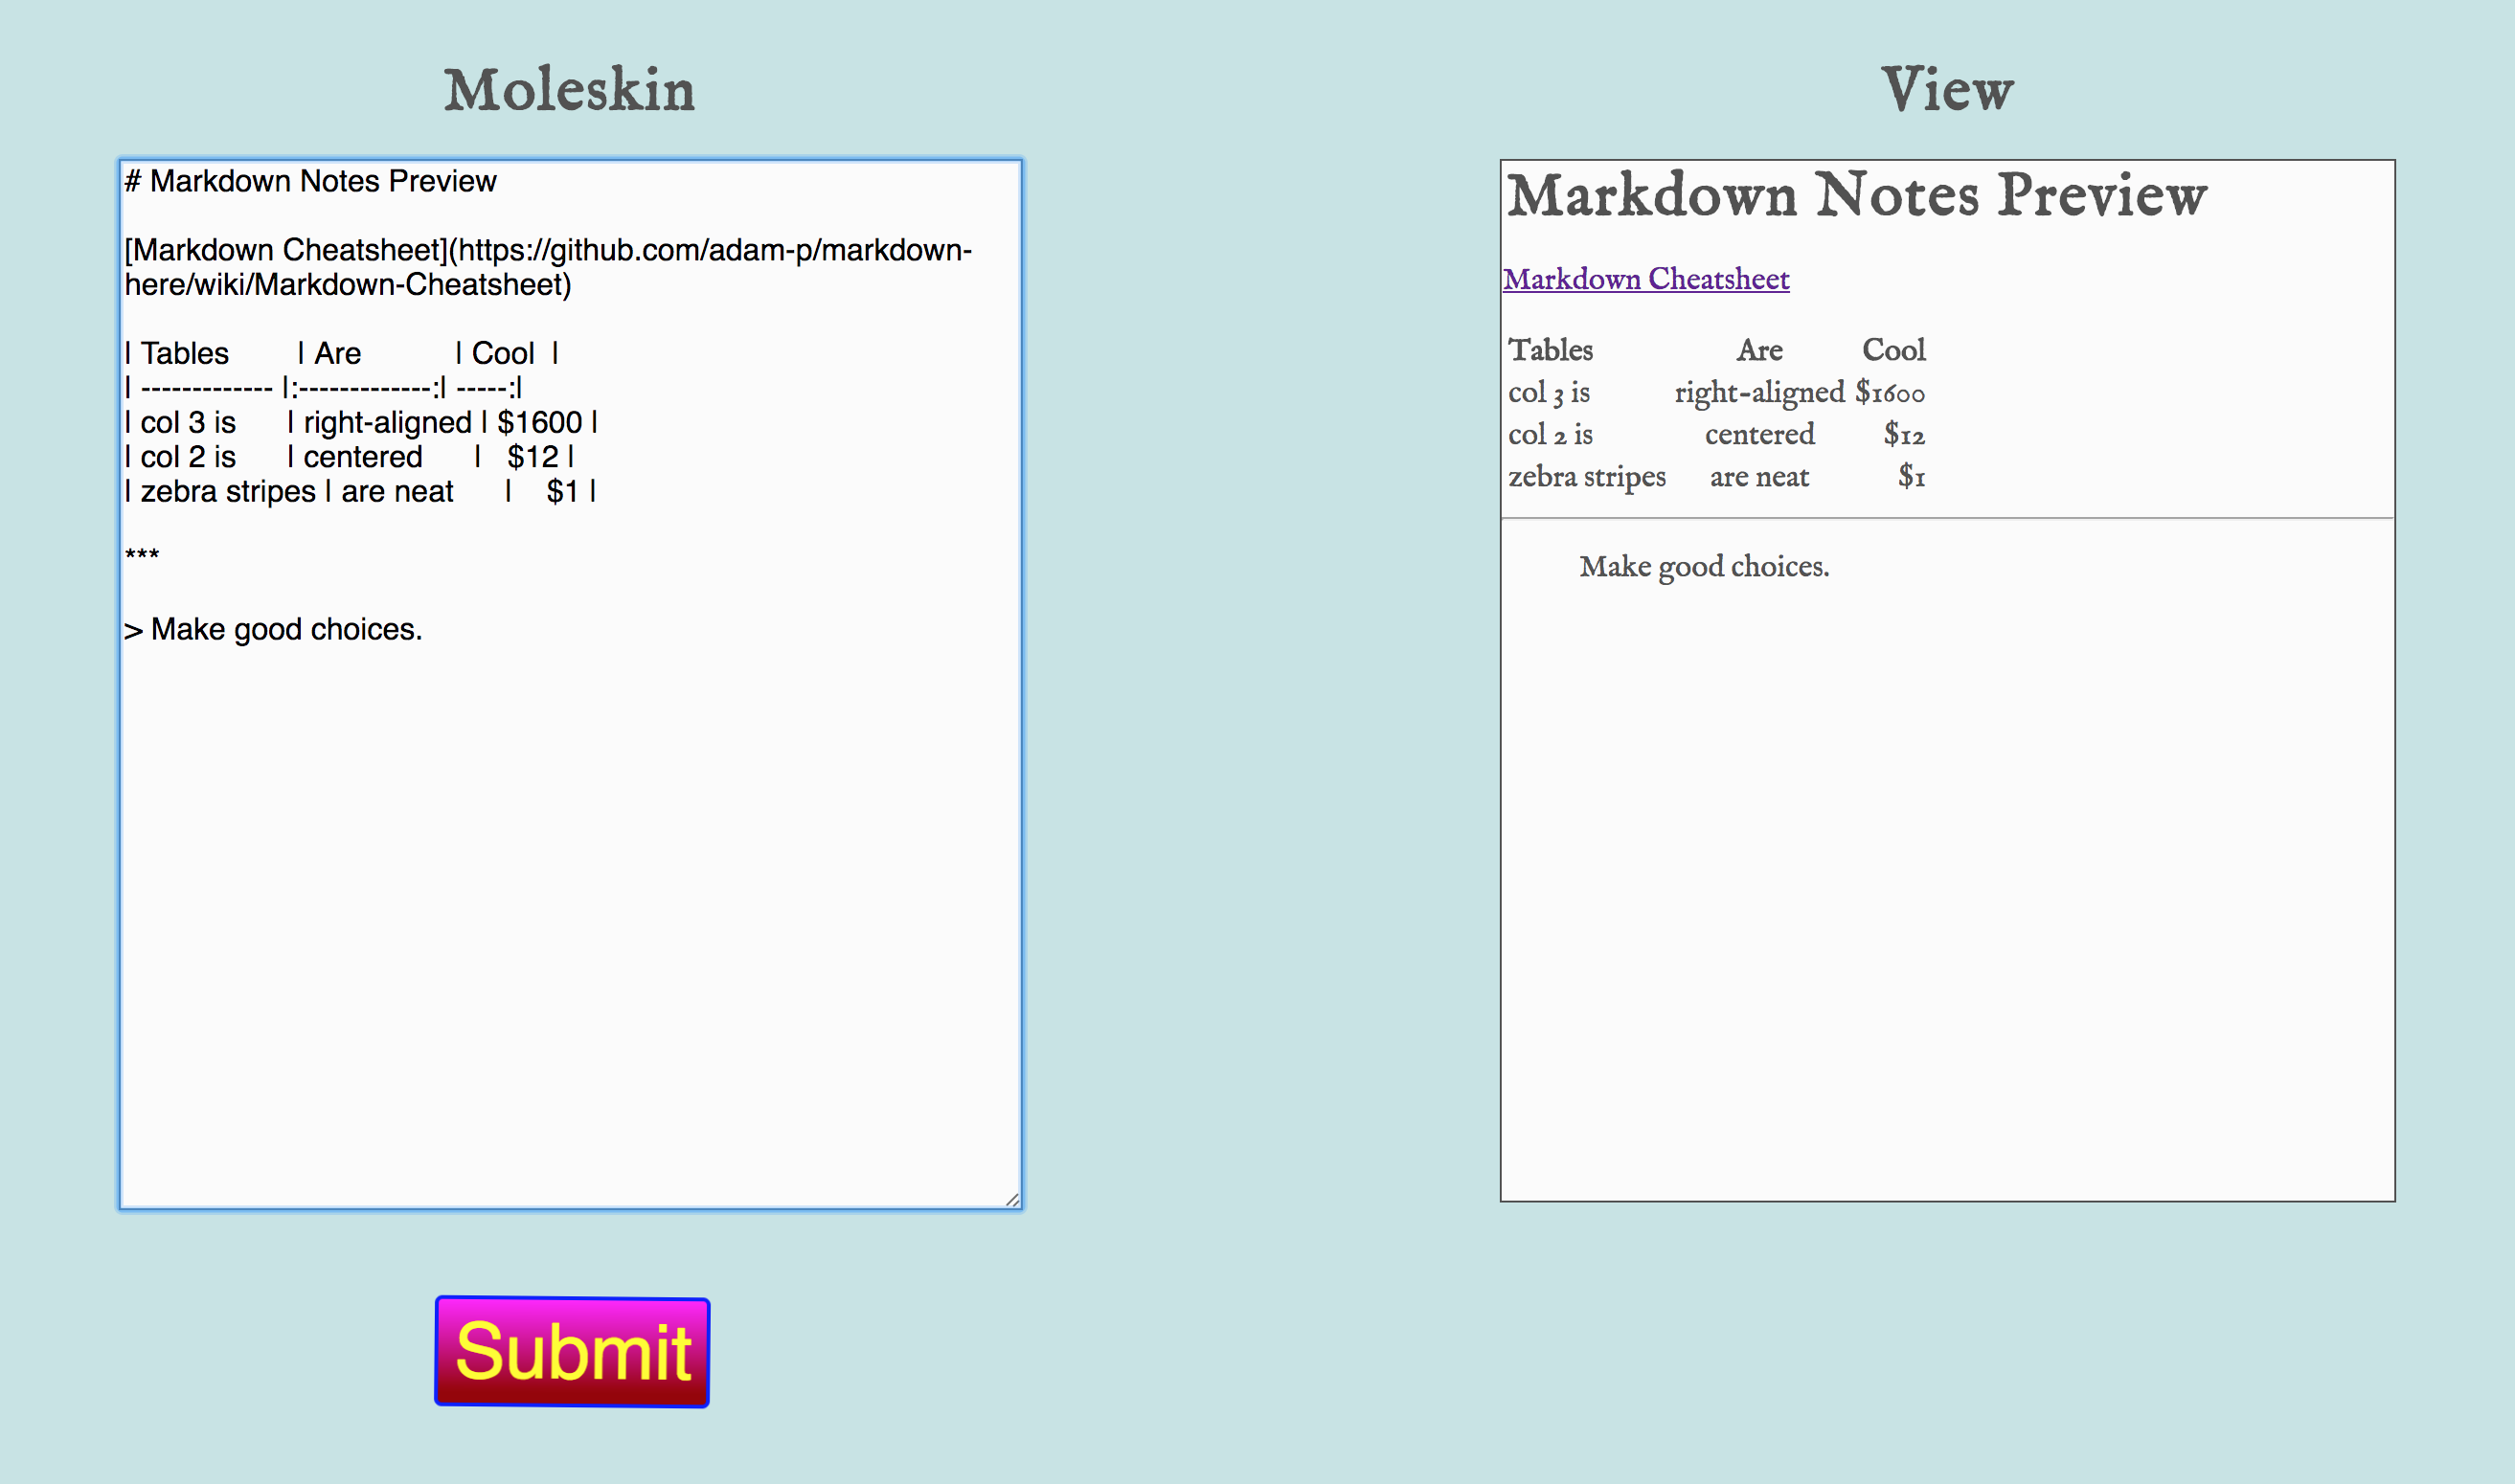 Moleskin
# Markdown Notes Preview
[Markdown Cheatsheet](https://github.com/adam-p/markdown-
here/wiki/Markdown-Cheatsheet)
| Tables        | Are           | Cool  |
| ------------- |:-------------:| -----:|
| col 3 is      | right-aligned | $1600 |
| col 2 is      | centered      |   $12 |
| zebra stripes | are neat      |    $1 |
***
> Make good choices.
Submit
View
Markdown Notes Preview
Markdown Cheatsheet
Tables Are Cool
col 3 is right-aligned $1600
col 2 is centered $12
zebra stripes are neat $1
Make good choices.